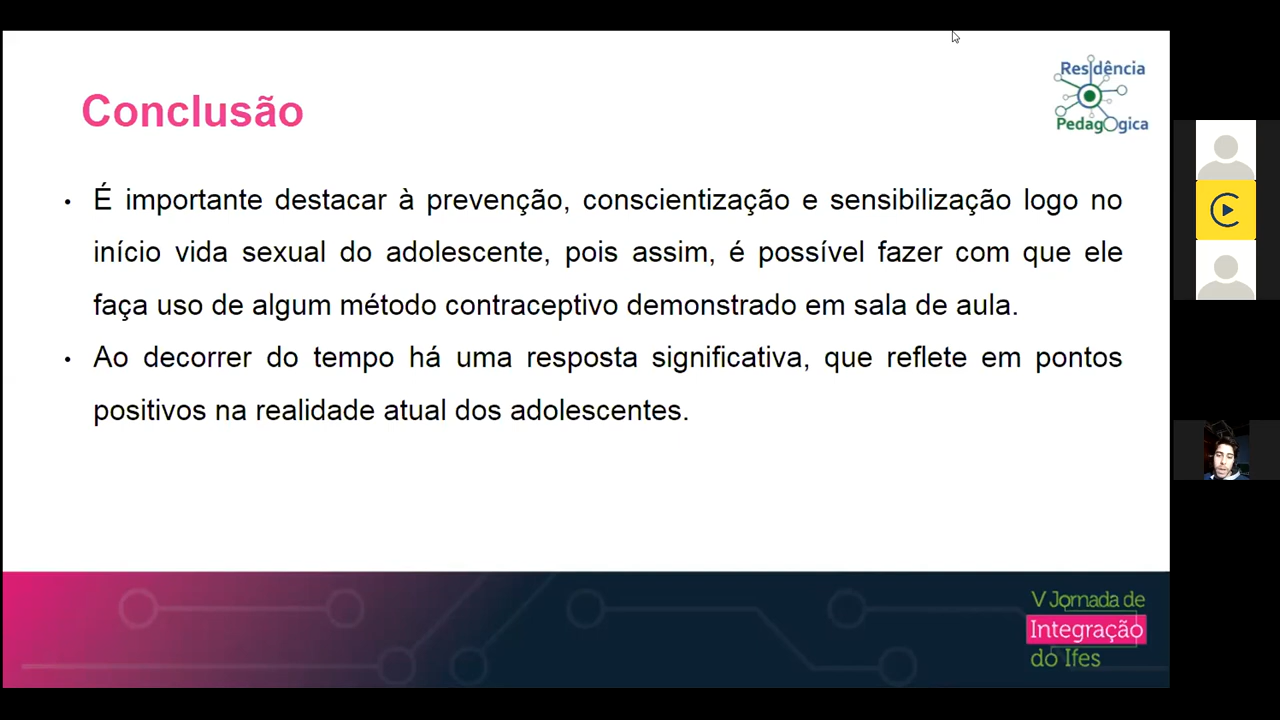 Residência
Pedagógica
Conclusão
• É importante destacar à prevenção, conscientização e sensibilização logo no
início vida sexual do adolescente, pois assim, é possível fazer com que ele
faça uso de algum método contraceptivo demonstrado em sala de aula.
• Ao decorrer do tempo há uma resposta significativa, que reflete em pontos
positivos na realidade atual dos adolescentes.
V Jornada de
Integração
do Ifes